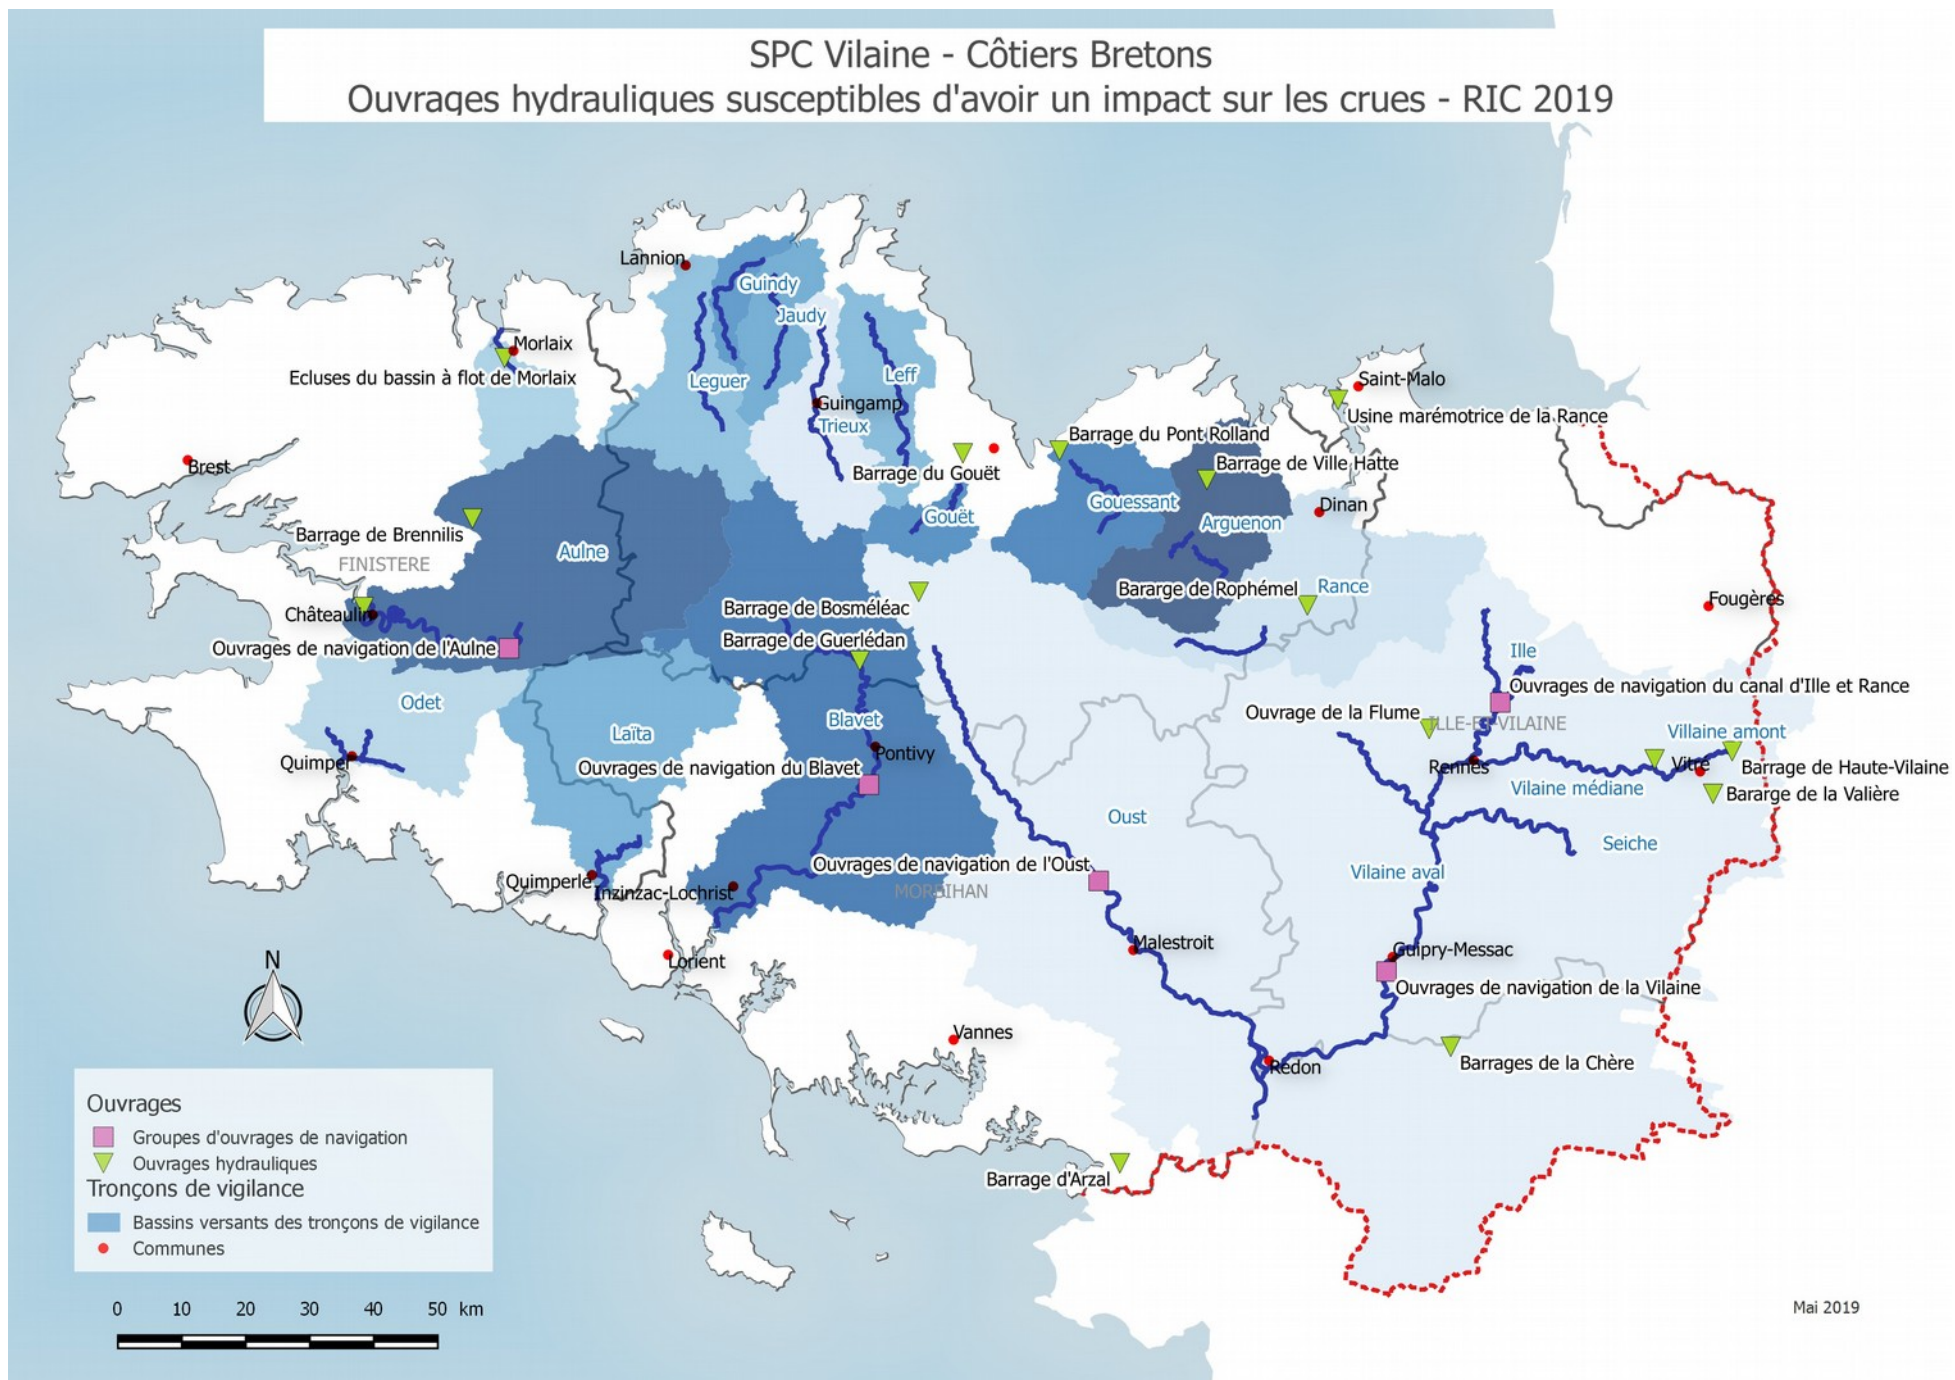 SPC Vilaine - Côtiers Bretons
Ouvrages hydrauliques susceptibles d'avoir un impact sur les crues - RIC 2019
Lannion
Guindy
Jaudy
Morlaix
Ecluses du bassin à flot de Morlaix
Leguer
Leff
Guingamp
Trieux
Saint-Malo
Usine marémotrice de la Rance
Brest
Barrage du Pont Rolland
Barrage du Gouët
Barrage de Ville Hatte
Gouessant
Dinan
Gouët
Arguenon
Barrage de Brennilis
FINISTERE
Aulne
Bararge de Rophémel
Rance
Barrage de Bosméléac
Fougères
Châteaulin
Barrage de Guerlédan
Ouvrages de navigation de l'Aulne
Ille
Ouvrages de navigation du canal d'Ille et Rance
Odet
Ouvrage de la Flume
ILLE-ET-VILAINE
Blavet
Laïta
Villaine amont
Pontivy
Quimper
Ouvrages de navigation du Blavet
Rennes
Vitré
Barrage de Haute-Vilaine
Vilaine médiane
Bararge de la Valière
Oust
Seiche
Ouvrages de navigation de l'Oust
Vilaine aval
Quimperlé
Inzinzac-Lochrist
MORBIHAN
Malestroit
Guipry-Messac
Lorient
Ouvrages de navigation de la Vilaine
Vannes
Redon
Barrages de la Chère
Barrage d'Arzal
N
Ouvrages
Groupes d'ouvrages de navigation
Ouvrages hydrauliques
Tronçons de vigilance
Bassins versants des tronçons de vigilance
Communes
0 10 20 30 40 50 km
Mai 2019